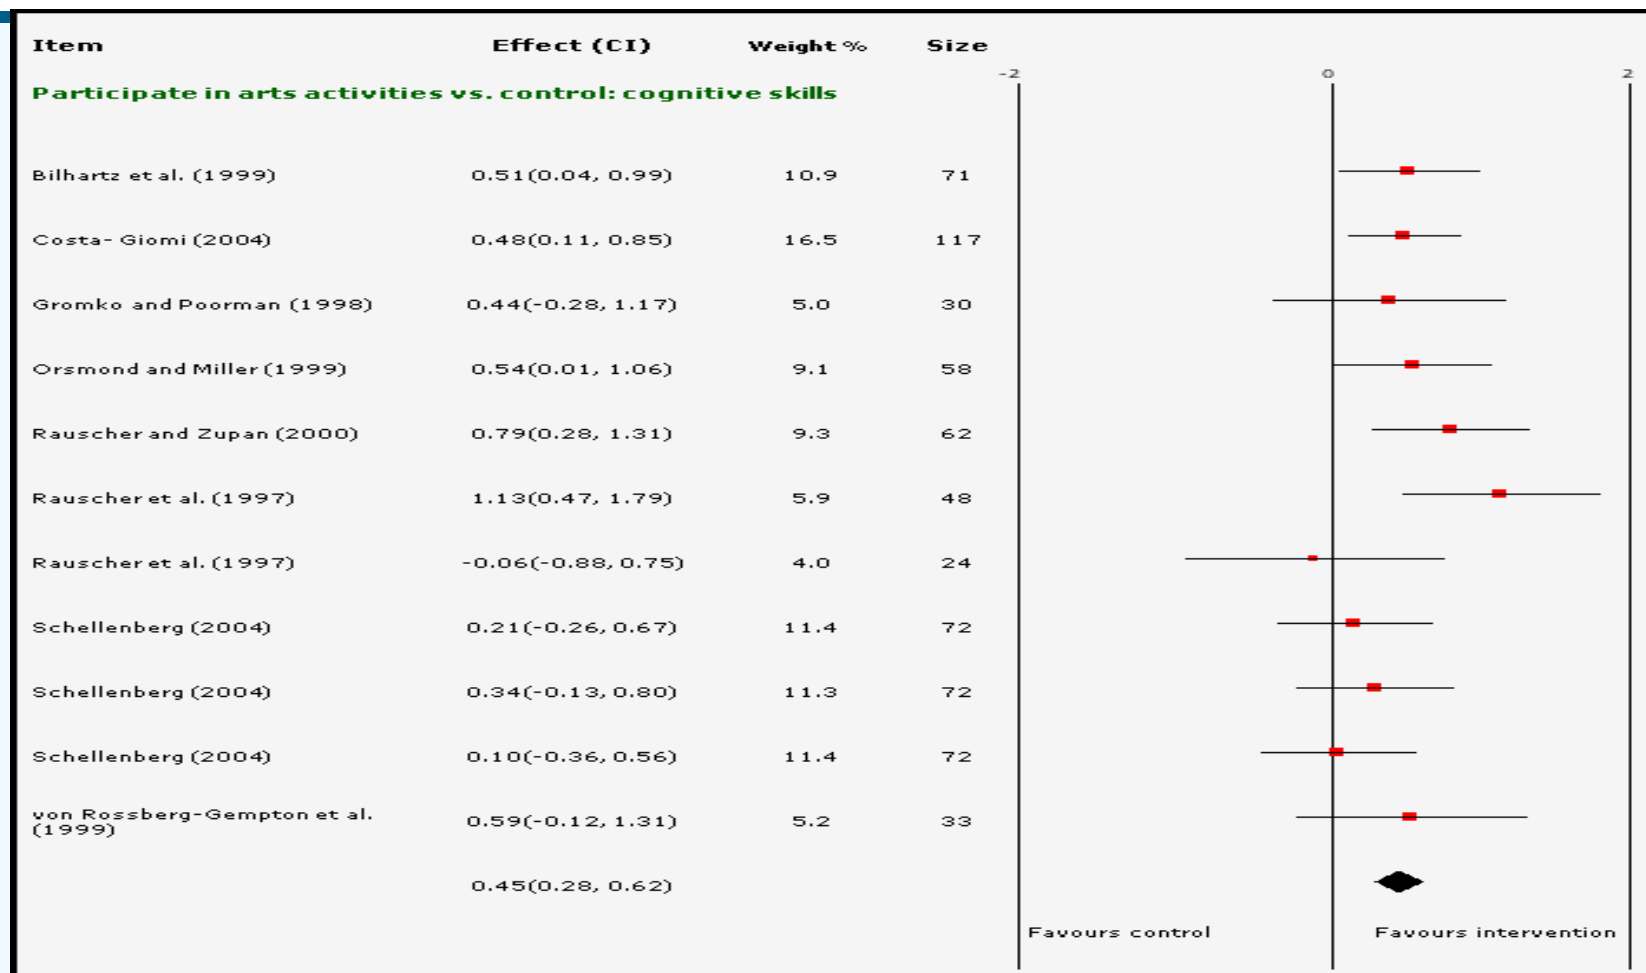 Item Effect (CI) Weight % Size
-2 0 2
Participate in arts activities vs. control: cognitive skills
Bilhartz et al. (1999) 0.51(0.04, 0.99) 10.9 71
Costa- Giomi (2004) 0.48(0.11, 0.85) 16.5 117
Gromko and Poorman (1998) 0.44(-0.28, 1.17) 5.0 30
Orsmond and Miller (1999) 0.54(0.01, 1.06) 9.1 58
Rauscher and Zupan (2000) 0.79(0.28, 1.31) 9.3 62
Rauscher et al. (1997) 1.13(0.47, 1.79) 5.9 48
Rauscher et al. (1997) -0.06(-0.88, 0.75) 4.0 24
Schellenberg (2004) 0.21(-0.26, 0.67) 11.4 72
Schellenberg (2004) 0.34(-0.13, 0.80) 11.3 72
Schellenberg (2004) 0.10(-0.36, 0.56) 11.4 72
von Rossberg-Gempton et al.
(1999) 0.59(-0.12, 1.31) 5.2 33
0.45(0.28, 0.62)
Favours control Favours intervention